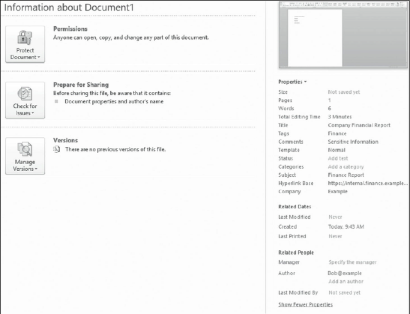 Information about Document1
Protect Document
Permissions
Anyone can open, copy, and change any part of this document.
Check for Issues
Prepare for Sharing
Before sharing this file, be aware that it contains:
Document properties and author's name
Manage Versions
Versions
There are no previous versions of this file.
Properties
Size Not saved yet
Pages 1
Words 6
Total Editing Time 3 Minutes
Title Company Financial Report
Tags Finance
Comments Sensitive Information
Template Normal
Status Add text
Categories Add a category
Subject Finance Report
Hyperlink Base https://internal.finance.example...
Company Example
Related Dates
Last Modified Never
Created Today, 9:43 AM
Last Printed Never
Related People
Manager Specify the manager
Author Bob@example
Add an author
Last Modified By Not saved yet
Show Fewer Properties